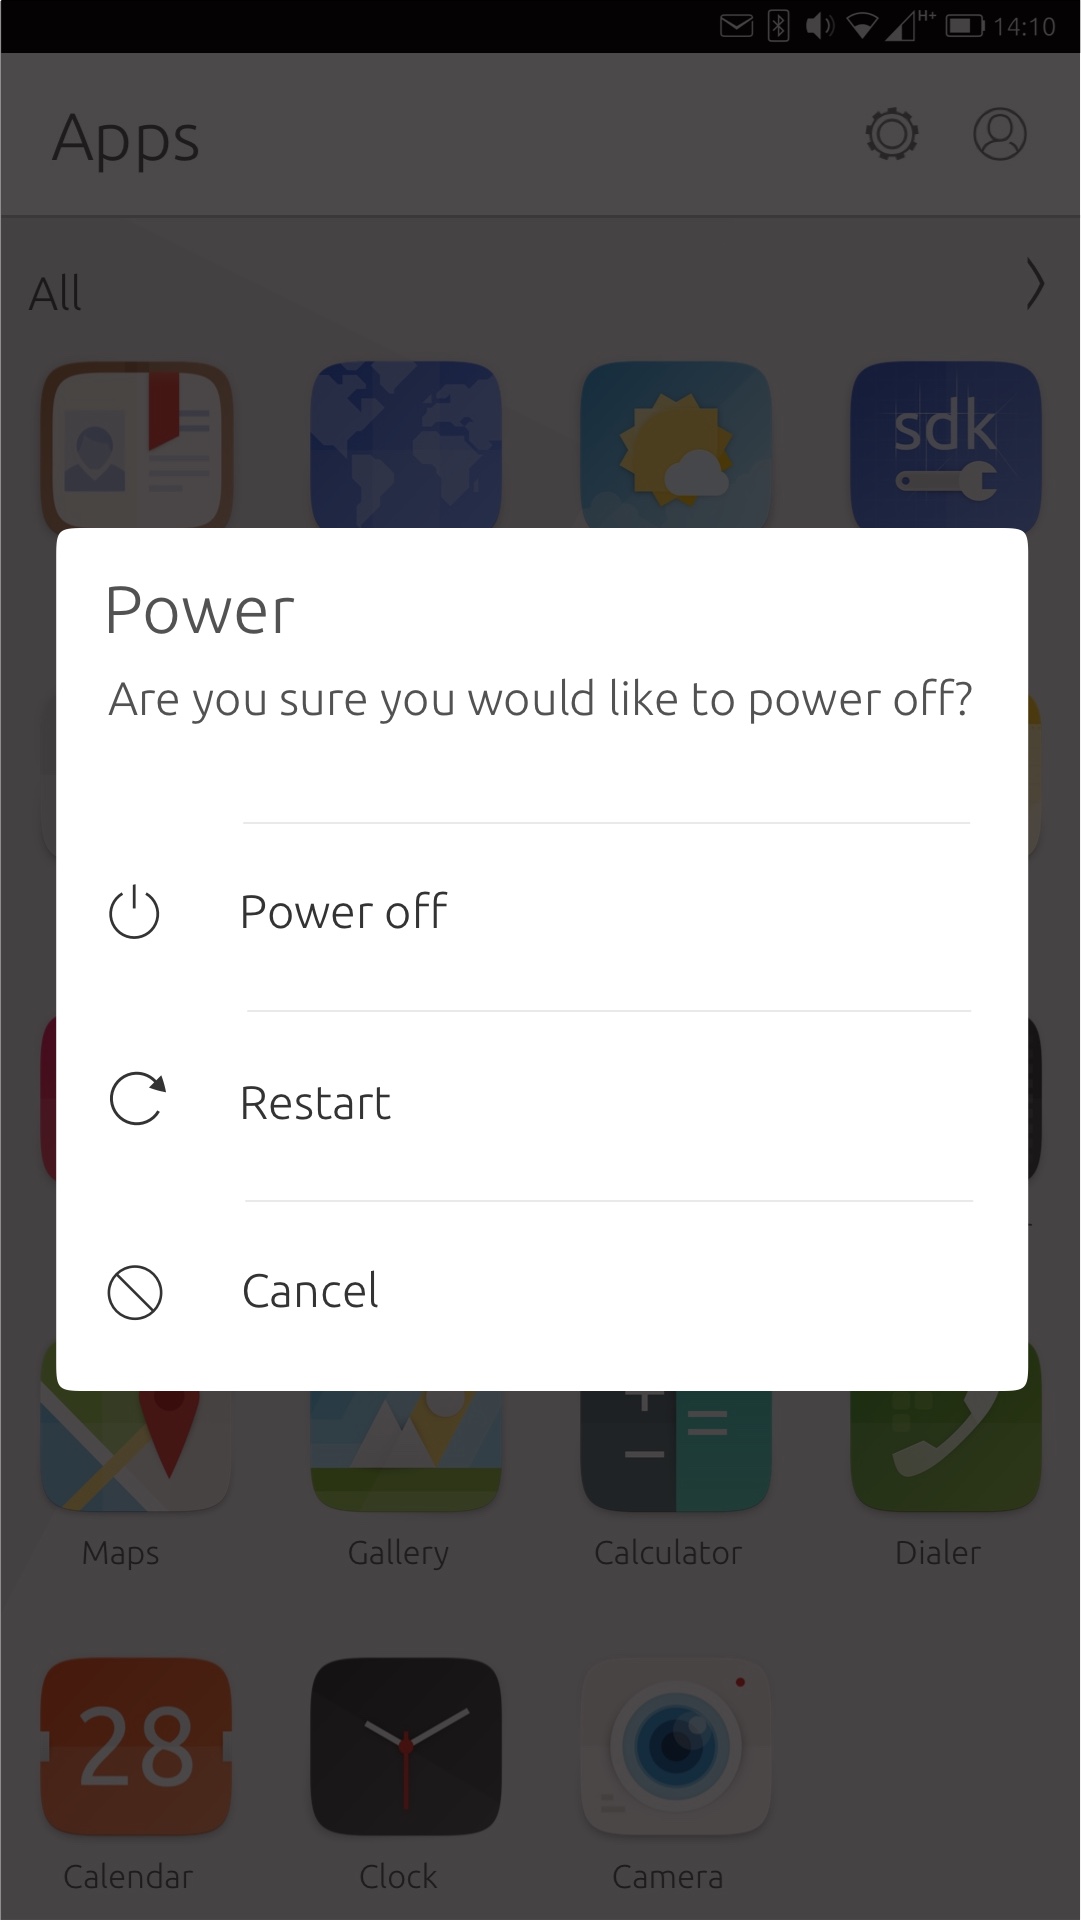 H+ 14:10
Apps
All
sdk
Power
Are you sure you would like to power off?
Power off
Restart
Cancel
Maps Gallery Calculator Dialer
28
Calendar Clock Camera